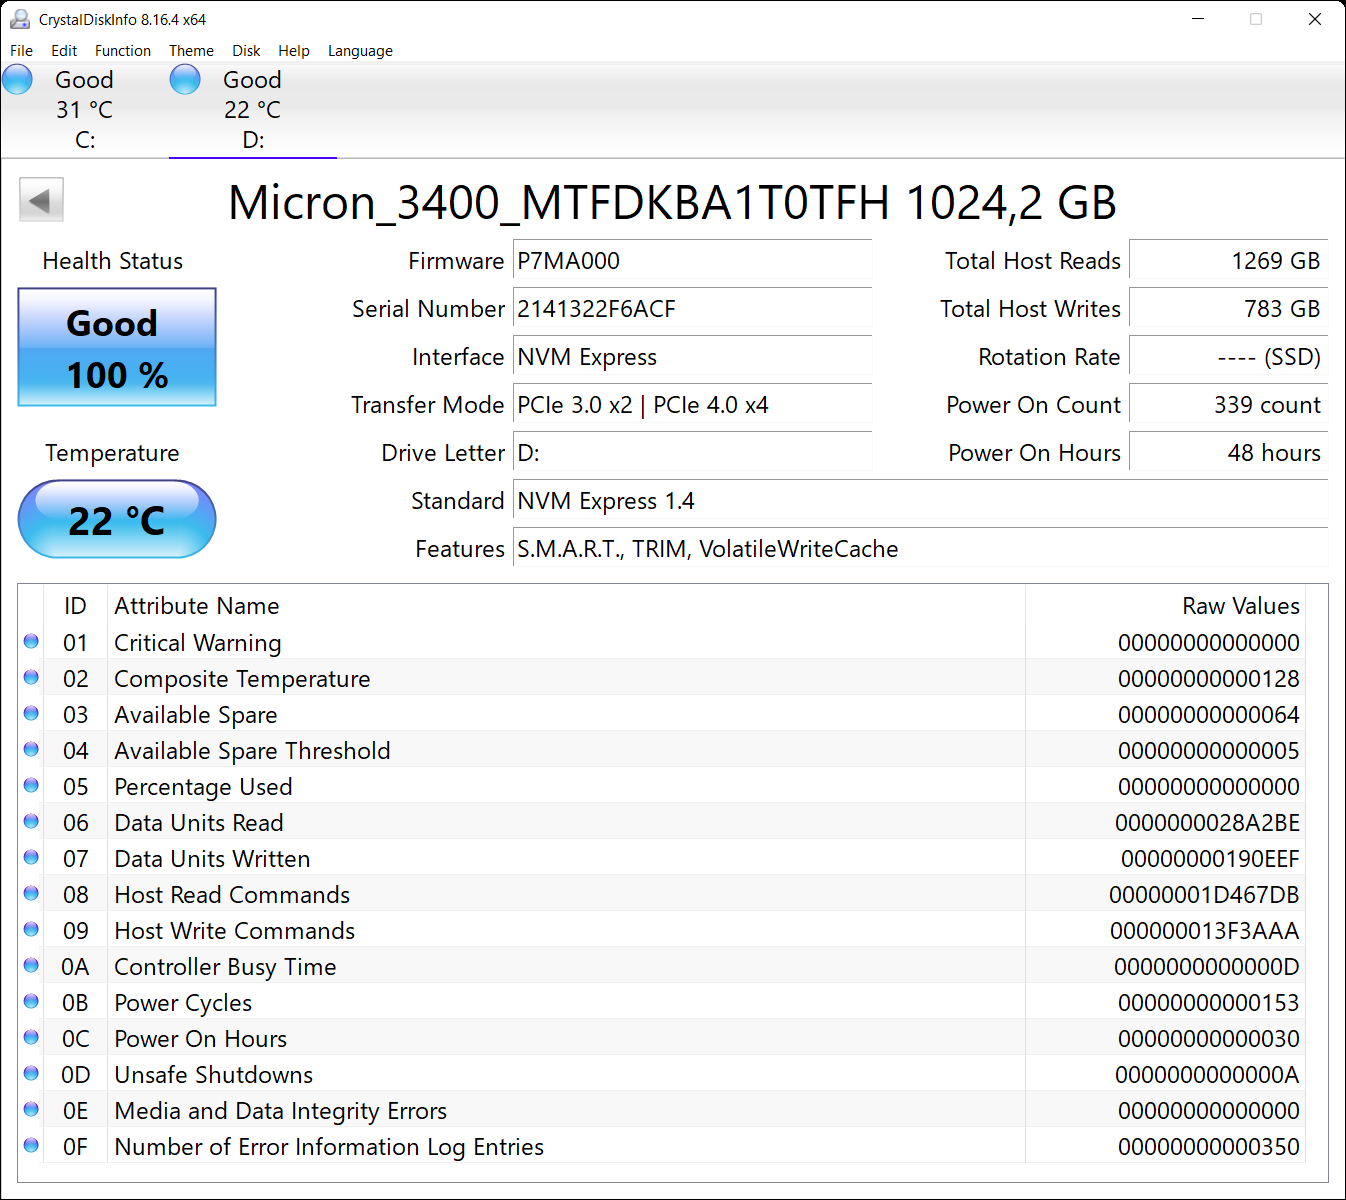 CrystalDiskInfo 8.16.4 x64
File Edit Function Theme Disk Help Language
Good Good
31 °C 22 °C
C: D:
Micron_3400_MTFDKBA1T0TFH 1024,2 GB
Health Status
Good
100 %
Temperature
22 °C
Firmware P7MA000
Serial Number 2141322F6ACF
Interface NVM Express
Transfer Mode PCIe 3.0 x2 | PCIe 4.0 x4
Drive Letter D:
Standard NVM Express 1.4
Features S.M.A.R.T., TRIM, VolatileWriteCache
Total Host Reads 1269 GB
Total Host Writes 783 GB
Rotation Rate ---- (SSD)
Power On Count 339 count
Power On Hours 48 hours
ID Attribute Name Raw Values
01 Critical Warning 00000000000000
02 Composite Temperature 00000000000128
03 Available Spare 00000000000064
04 Available Spare Threshold 00000000000005
05 Percentage Used 00000000000000
06 Data Units Read 0000000028A2BE
07 Data Units Written 00000000190EEF
08 Host Read Commands 00000001D467DB
09 Host Write Commands 000000013F3AAA
0A Controller Busy Time 0000000000000D
0B Power Cycles 00000000000153
0C Power On Hours 00000000000030
0D Unsafe Shutdowns 0000000000000A
0E Media and Data Integrity Errors 00000000000000
0F Number of Error Information Log Entries 00000000000350